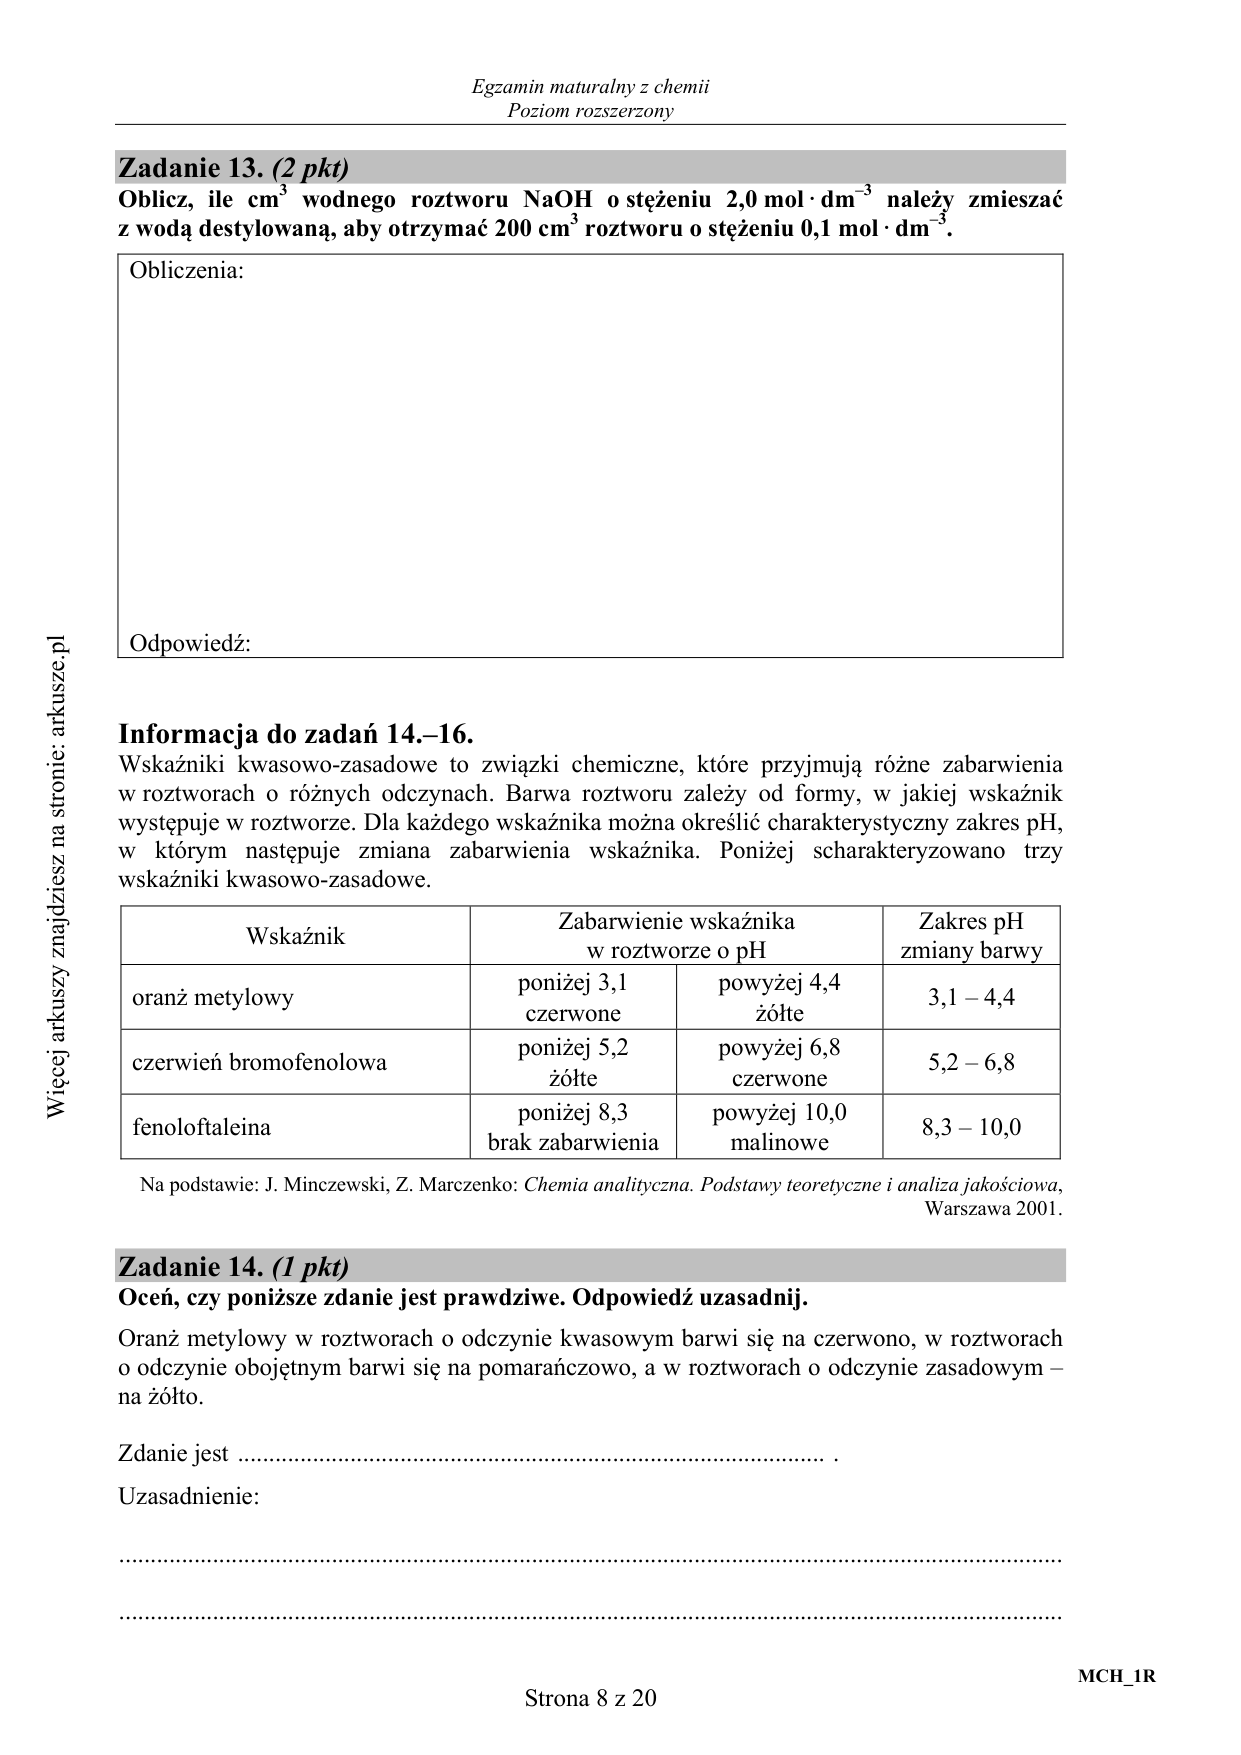 Egzamin maturalny z chemii
Poziom rozszerzony
Zadanie 13. (2 pkt)
Oblicz, ile cm³ wodnego roztworu NaOH o stężeniu 2,0 mol · dm⁻³ należy zmieszać
z wodą destylowaną, aby otrzymać 200 cm³ roztworu o stężeniu 0,1 mol · dm⁻³.
Obliczenia:
Odpowiedź:
Więcej arkuszy znajdziesz na stronie: arkusze.pl
Informacja do zadań 14.–16.
Wskaźniki kwasowo-zasadowe to związki chemiczne, które przyjmują różne zabarwienia
w roztworach o różnych odczynach. Barwa roztworu zależy od formy, w jakiej wskaźnik
występuje w roztworze. Dla każdego wskaźnika można określić charakterystyczny zakres pH,
w którym następuje zmiana zabarwienia wskaźnika. Poniżej scharakteryzowano trzy
wskaźniki kwasowo-zasadowe.
Wskaźnik
Zabarwienie wskaźnika
w roztworze o pH
Zakres pH
zmiany barwy
oranż metylowy
poniżej 3,1
czerwone
powyżej 4,4
żółte
3,1 – 4,4
czerwień bromofenolowa
poniżej 5,2
żółte
powyżej 6,8
czerwone
5,2 – 6,8
fenoloftaleina
poniżej 8,3
brak zabarwienia
powyżej 10,0
malinowe
8,3 – 10,0
Na podstawie: J. Minczewski, Z. Marczenko: Chemia analityczna. Podstawy teoretyczne i analiza jakościowa,
Warszawa 2001.
Zadanie 14. (1 pkt)
Oceń, czy poniższe zdanie jest prawdziwe. Odpowiedź uzasadnij.
Oranż metylowy w roztworach o odczynie kwasowym barwi się na czerwono, w roztworach
o odczynie obojętnym barwi się na pomarańczowo, a w roztworach o odczynie zasadowym –
na żółto.
Zdanie jest .............................................................................................. .
Uzasadnienie:
.......................................................................................................................................................
.......................................................................................................................................................
MCH_1R
Strona 8 z 20